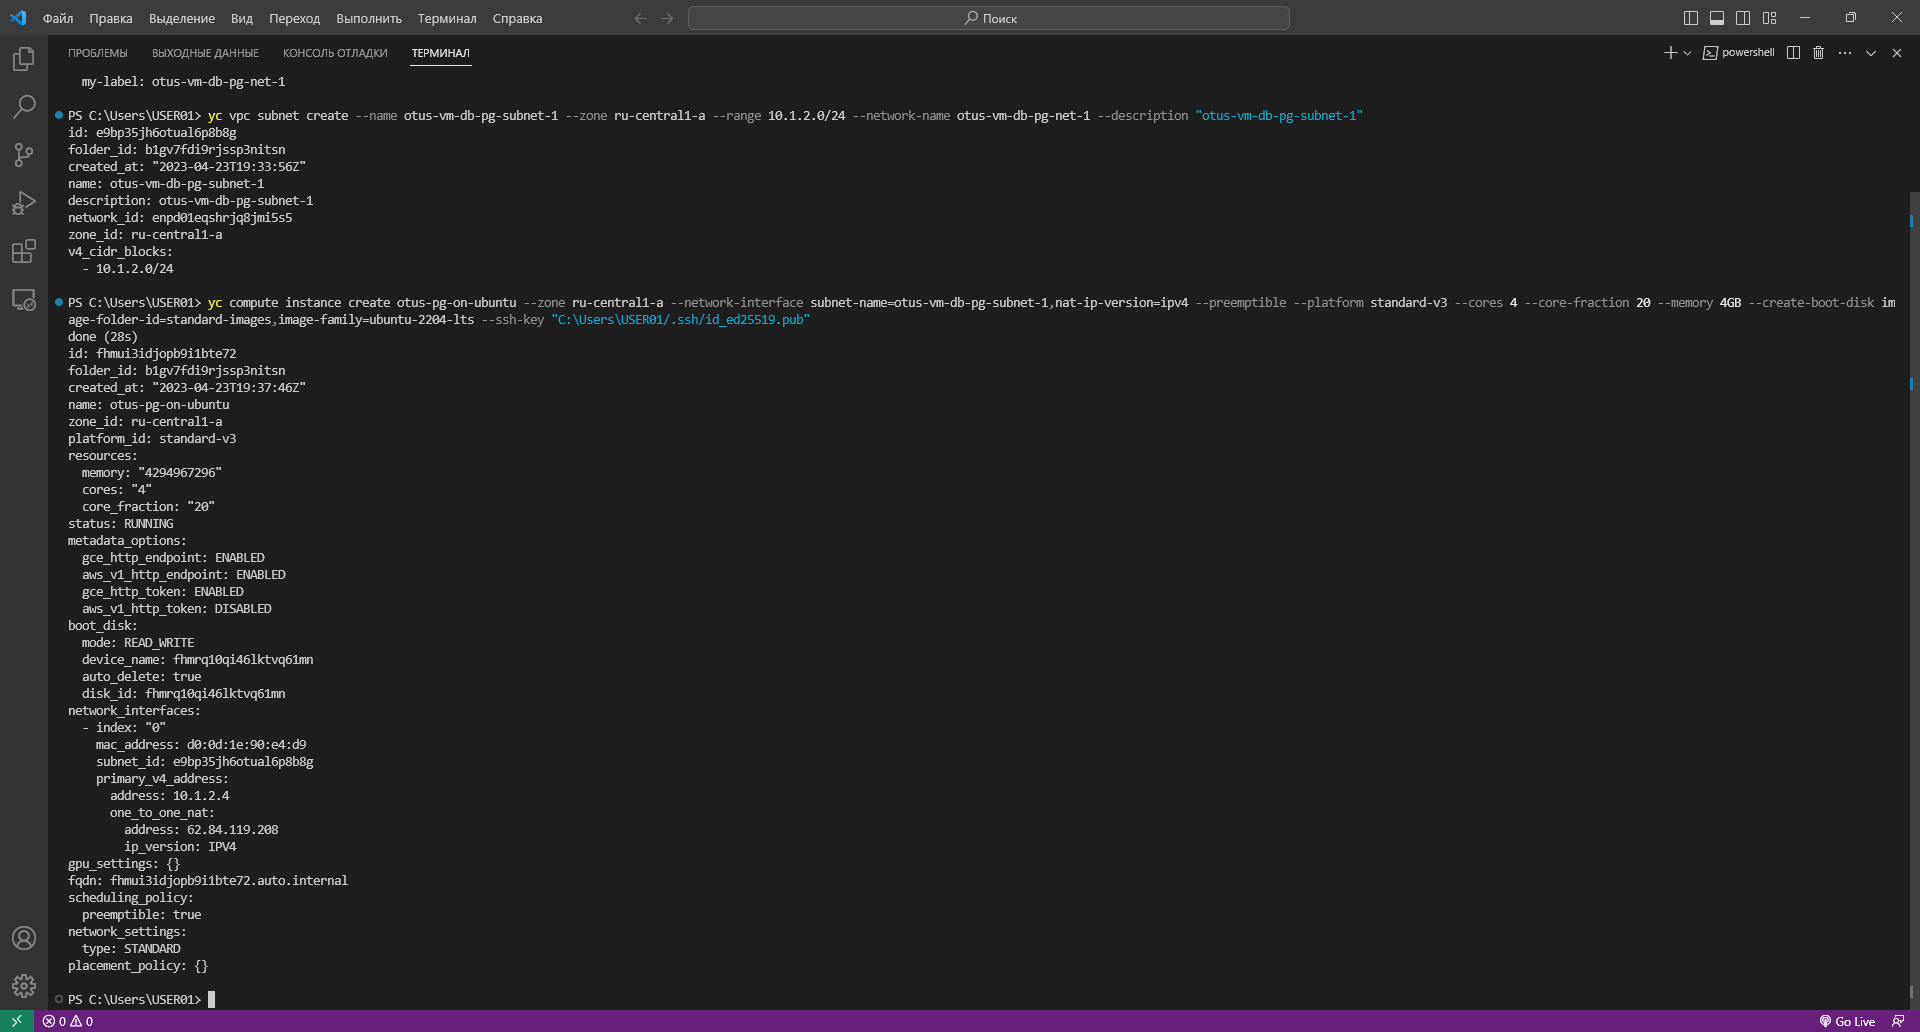 Файл Правка Выделение Вид Переход Выполнить Терминал Справка Поиск
ПРОБЛЕМЫ ВЫХОДНЫЕ ДАННЫЕ КОНСОЛЬ ОТЛАДКИ ТЕРМИНАЛ powershell
my-label: otus-vm-db-pg-net-1
PS C:\Users\USER01> yc vpc subnet create --name otus-vm-db-pg-subnet-1 --zone ru-central1-a --range 10.1.2.0/24 --network-name otus-vm-db-pg-net-1 --description "otus-vm-db-pg-subnet-1"
id: e9bp35jh6otual6p8b8g
folder_id: b1gv7fdi9rjssp3nitsn
created_at: "2023-04-23T19:33:56Z"
name: otus-vm-db-pg-subnet-1
description: otus-vm-db-pg-subnet-1
network_id: enpd01eqshrjq8jmi5s5
zone_id: ru-central1-a
v4_cidr_blocks:
- 10.1.2.0/24
PS C:\Users\USER01> yc compute instance create otus-pg-on-ubuntu --zone ru-central1-a --network-interface subnet-name=otus-vm-db-pg-subnet-1,nat-ip-version=ipv4 --preemptible --platform standard-v3 --cores 4 --core-fraction 20 --memory 4GB --create-boot-disk im
age-folder-id=standard-images,image-family=ubuntu-2204-lts --ssh-key "C:\Users\USER01/.ssh/id_ed25519.pub"
done (28s)
id: fhmui3idjopb9i1bte72
folder_id: b1gv7fdi9rjssp3nitsn
created_at: "2023-04-23T19:37:46Z"
name: otus-pg-on-ubuntu
zone_id: ru-central1-a
platform_id: standard-v3
resources:
memory: "4294967296"
cores: "4"
core_fraction: "20"
status: RUNNING
metadata_options:
gce_http_endpoint: ENABLED
aws_v1_http_endpoint: ENABLED
gce_http_token: ENABLED
aws_v1_http_token: DISABLED
boot_disk:
mode: READ_WRITE
device_name: fhmrq10qi46lktvq61mn
auto_delete: true
disk_id: fhmrq10qi46lktvq61mn
network_interfaces:
- index: "0"
mac_address: d0:0d:1e:90:e4:d9
subnet_id: e9bp35jh6otual6p8b8g
primary_v4_address:
address: 10.1.2.4
one_to_one_nat:
address: 62.84.119.208
ip_version: IPV4
gpu_settings: {}
fqdn: fhmui3idjopb9i1bte72.auto.internal
scheduling_policy:
preemptible: true
network_settings:
type: STANDARD
placement_policy: {}
PS C:\Users\USER01>
0 0 Go Live